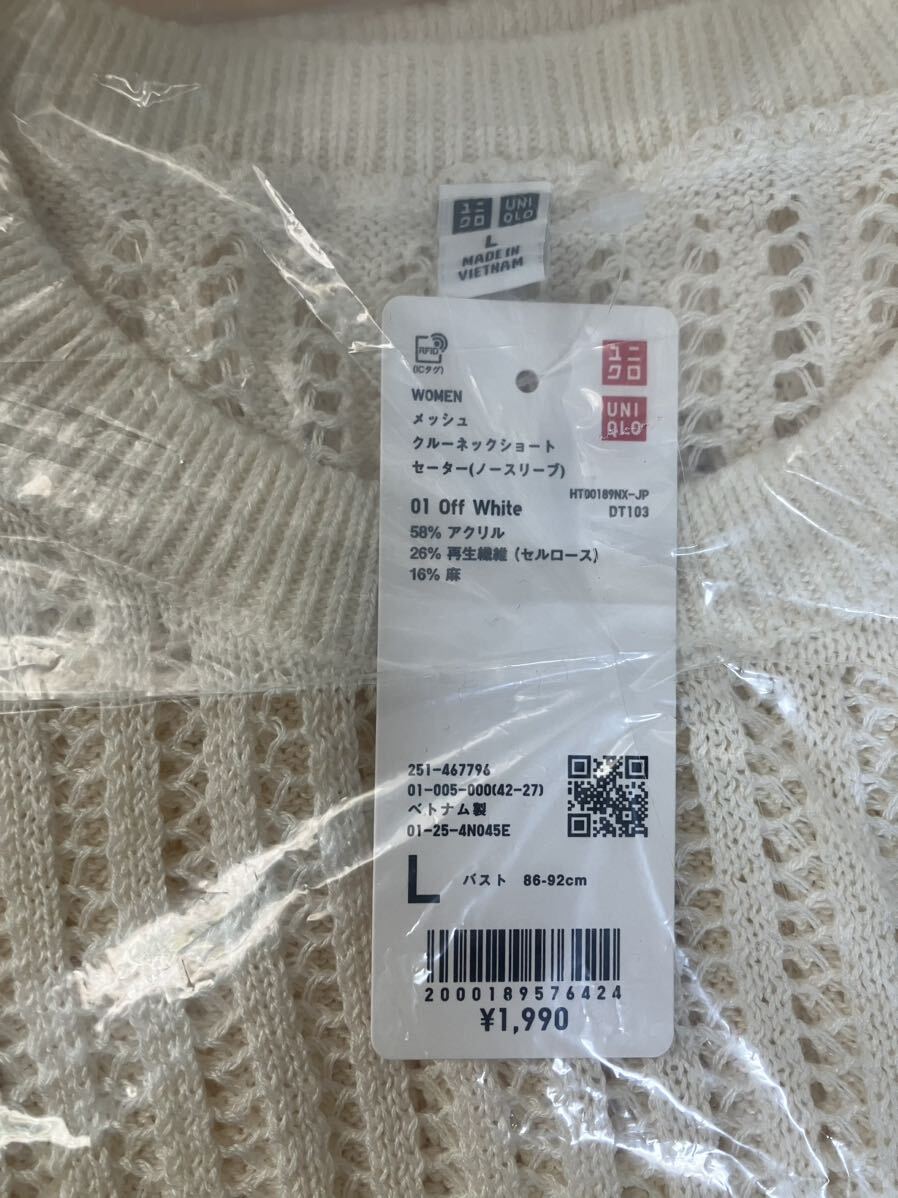 ユニ
クロ
UNI
QLO
L
MADE IN
VIETNAM
RFID
(ICタグ)
ユニ
クロ
UNI
QLO
WOMEN
メッシュ
クルーネックショート
セーター(ノースリーブ)
HT00189NX-JP
01 Off White
DT103
58% アクリル
26% 再生繊維 (セルロース)
16% 麻
251-467796
01-005-000(42-27)
ベトナム製
01-25-4N045E
L バスト 86-92cm
2000189576424
¥1,990